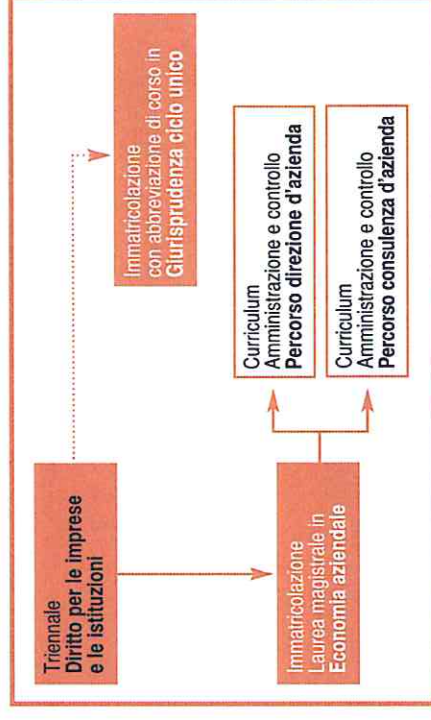 Triennale
Diritto per le imprese
e le istituzioni
Immatricolazione
con abbreviazione di corso in
Giurisprudenza ciclo unico
Immatricolazione
Laurea magistrale in
Economia aziendale
Curriculum
Amministrazione e controllo
Percorso direzione d'azienda
Curriculum
Amministrazione e controllo
Percorso consulenza d'azienda